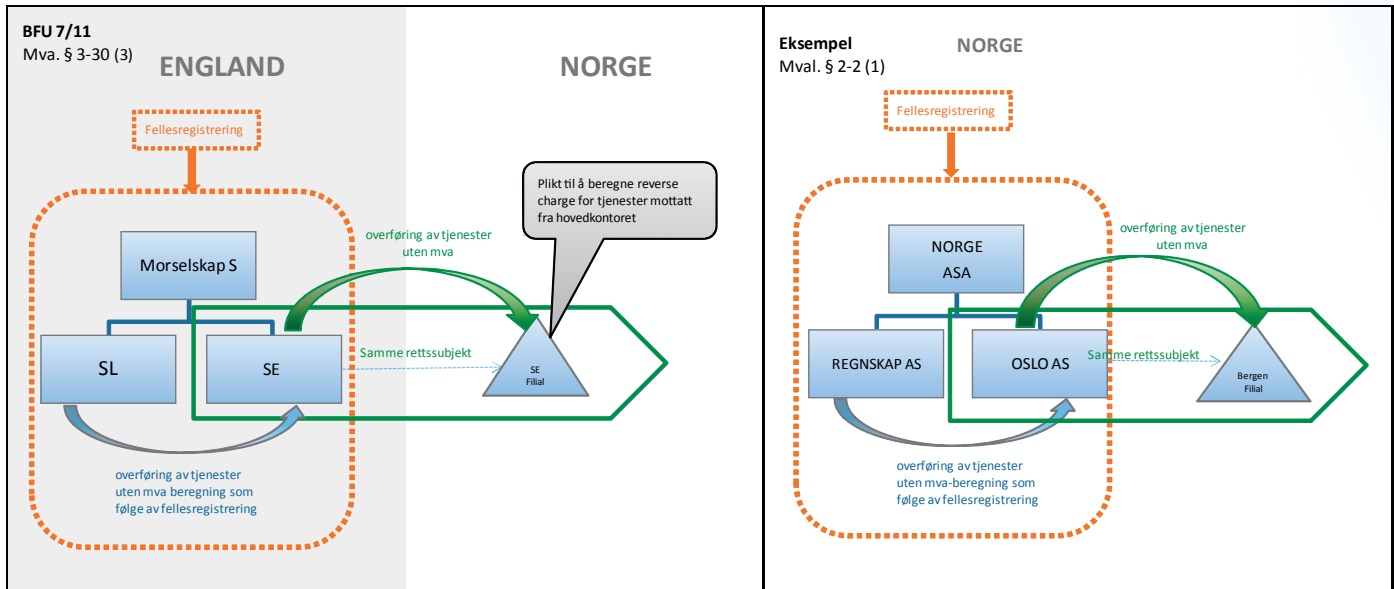 BFU 7/11
Mva. § 3-30 (3)
ENGLAND
NORGE
Fellesregistrering
Plikt til å beregne reverse
charge for tjenester mottatt
fra hovedkontoret
overføring av tjenester
uten mva
Morselskap S
SL
SE
Samme rettssubjekt
SE
Filial
overføring av tjenester
uten mva beregning som
følge av fellesregistrering
Eksempel
Mval. § 2-2 (1)
NORGE
Fellesregistrering
overføring av tjenester
uten mva
NORGE
ASA
REGNSKAP AS
OSLO AS
Samme rettssubjekt
Bergen
Filial
overføring av tjenester
uten mva-beregning som
følge av fellesregistrering